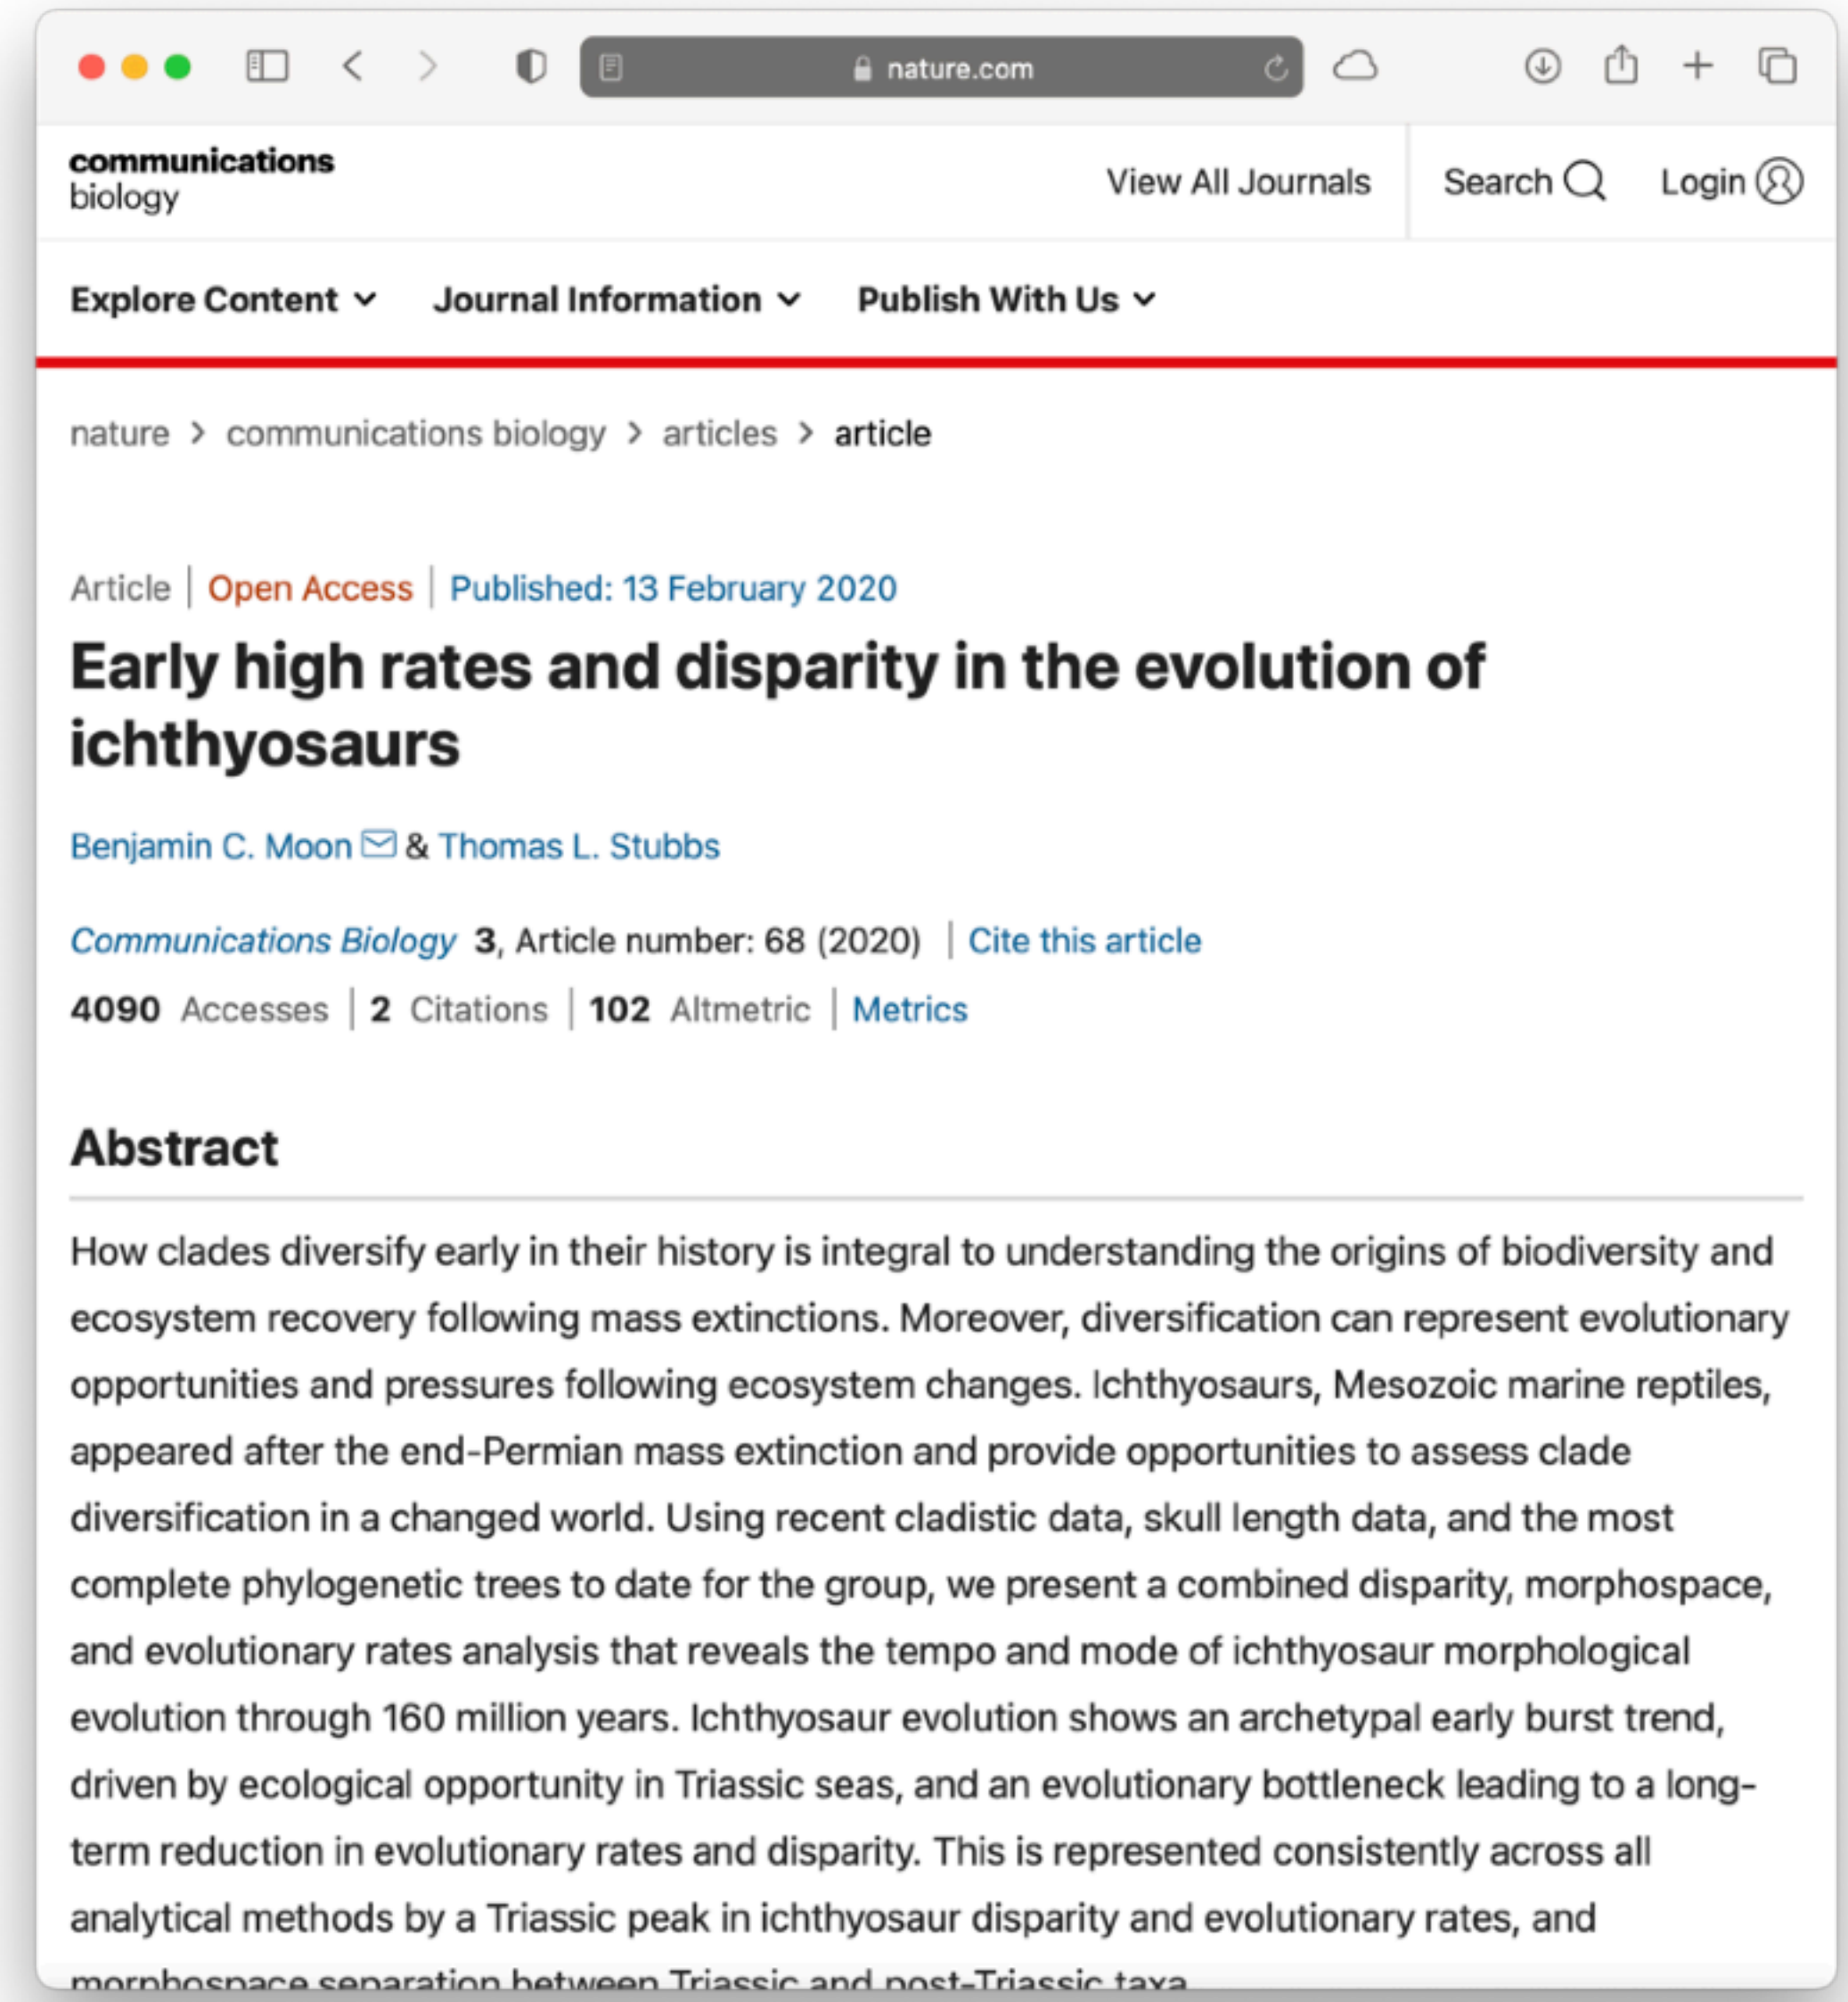 nature.com
communications
biology
View All Journals
Search
Login
Explore Content
Journal Information
Publish With Us
nature > communications biology > articles > article
Article | Open Access | Published: 13 February 2020
Early high rates and disparity in the evolution of
ichthyosaurs
Benjamin C. Moon & Thomas L. Stubbs
Communications Biology 3, Article number: 68 (2020) | Cite this article
4090 Accesses | 2 Citations | 102 Altmetric | Metrics
Abstract
How clades diversify early in their history is integral to understanding the origins of biodiversity and
ecosystem recovery following mass extinctions. Moreover, diversification can represent evolutionary
opportunities and pressures following ecosystem changes. Ichthyosaurs, Mesozoic marine reptiles,
appeared after the end-Permian mass extinction and provide opportunities to assess clade
diversification in a changed world. Using recent cladistic data, skull length data, and the most
complete phylogenetic trees to date for the group, we present a combined disparity, morphospace,
and evolutionary rates analysis that reveals the tempo and mode of ichthyosaur morphological
evolution through 160 million years. Ichthyosaur evolution shows an archetypal early burst trend,
driven by ecological opportunity in Triassic seas, and an evolutionary bottleneck leading to a long-
term reduction in evolutionary rates and disparity. This is represented consistently across all
analytical methods by a Triassic peak in ichthyosaur disparity and evolutionary rates, and
morphospace separation between Triassic and post-Triassic taxa